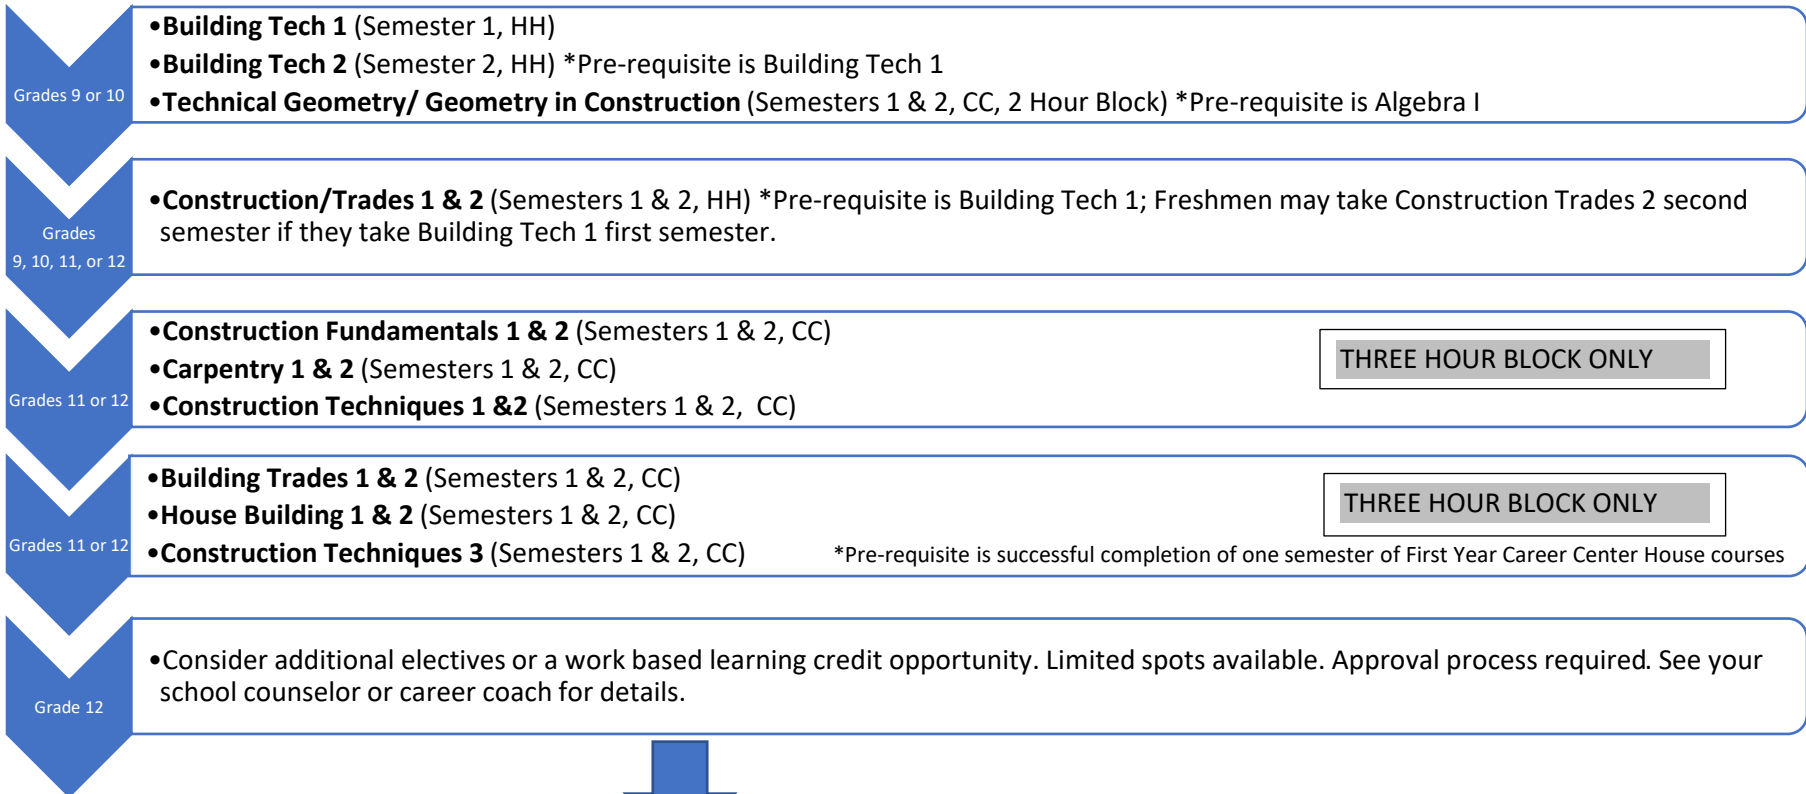 Grades 9 or 10
•Building Tech 1 (Semester 1, HH)
•Building Tech 2 (Semester 2, HH) *Pre-requisite is Building Tech 1
•Technical Geometry/ Geometry in Construction (Semesters 1 & 2, CC, 2 Hour Block) *Pre-requisite is Algebra I
Grades
9, 10, 11, or 12
•Construction/Trades 1 & 2 (Semesters 1 & 2, HH) *Pre-requisite is Building Tech 1; Freshmen may take Construction Trades 2 second
semester if they take Building Tech 1 first semester.
Grades 11 or 12
•Construction Fundamentals 1 & 2 (Semesters 1 & 2, CC)
•Carpentry 1 & 2 (Semesters 1 & 2, CC)
•Construction Techniques 1 &2 (Semesters 1 & 2, CC)
THREE HOUR BLOCK ONLY
Grades 11 or 12
•Building Trades 1 & 2 (Semesters 1 & 2, CC)
•House Building 1 & 2 (Semesters 1 & 2, CC)
•Construction Techniques 3 (Semesters 1 & 2, CC)
THREE HOUR BLOCK ONLY
*Pre-requisite is successful completion of one semester of First Year Career Center House courses
Grade 12
•Consider additional electives or a work based learning credit opportunity. Limited spots available. Approval process required. See your
school counselor or career coach for details.